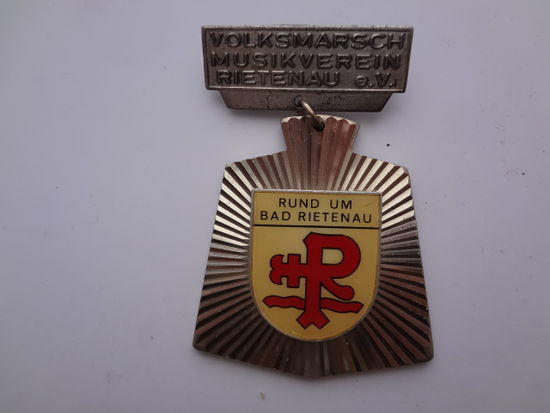 VOLKSMARSCH
MUSIKVEREIN
RIETENAU e.V.
RUND UM
BAD RIETENAU
R